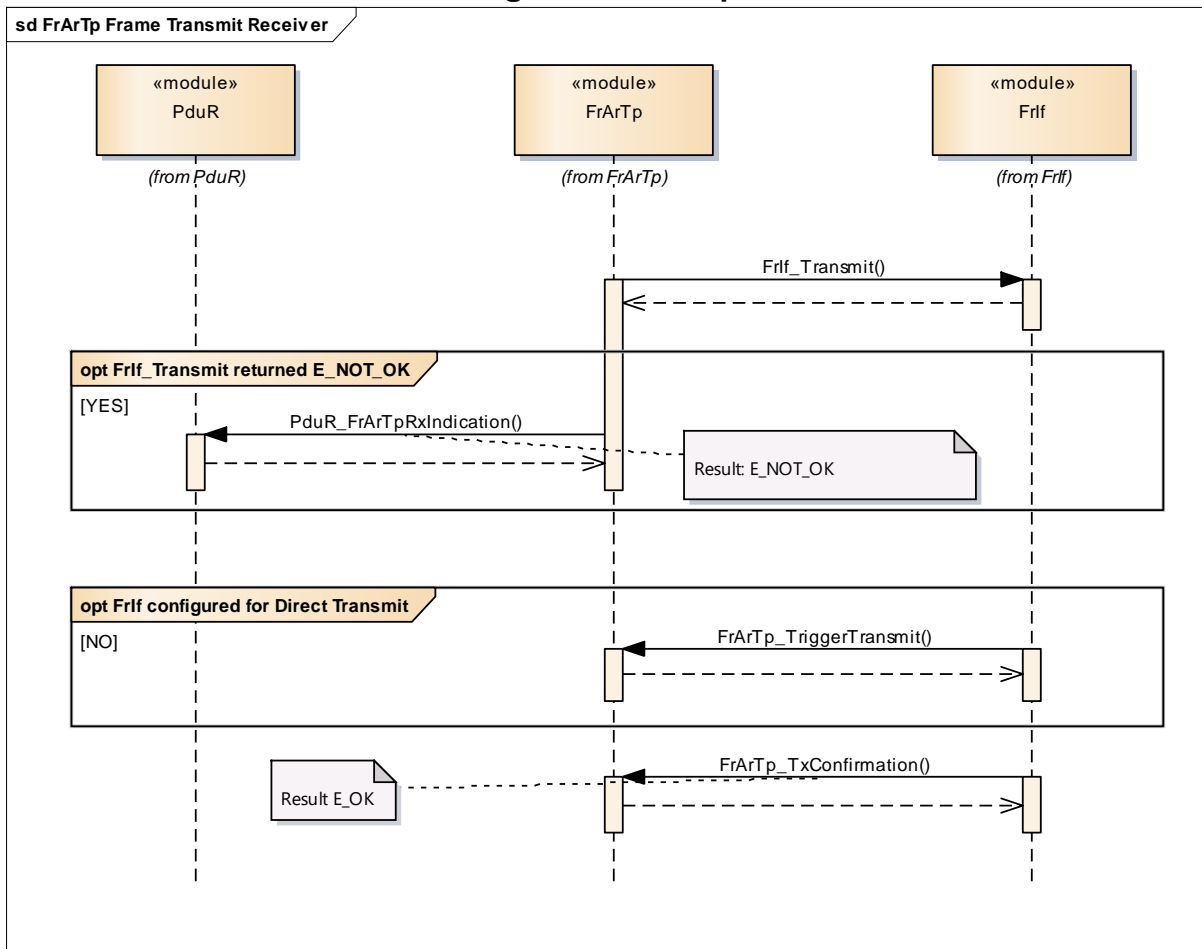 sd FrArTp Frame Transmit Receiver
«module»
PduR
(from PduR)
«module»
FrArTp
(from FrArTp)
«module»
FrIf
(from FrIf)
FrIf_Transmit()
opt FrIf_Transmit returned E_NOT_OK
[YES]
PduR_FrArTpRxIndication()
Result: E_NOT_OK
opt FrIf configured for Direct Transmit
[NO]
FrArTp_TriggerTransmit()
FrArTp_TxConfirmation()
Result E_OK